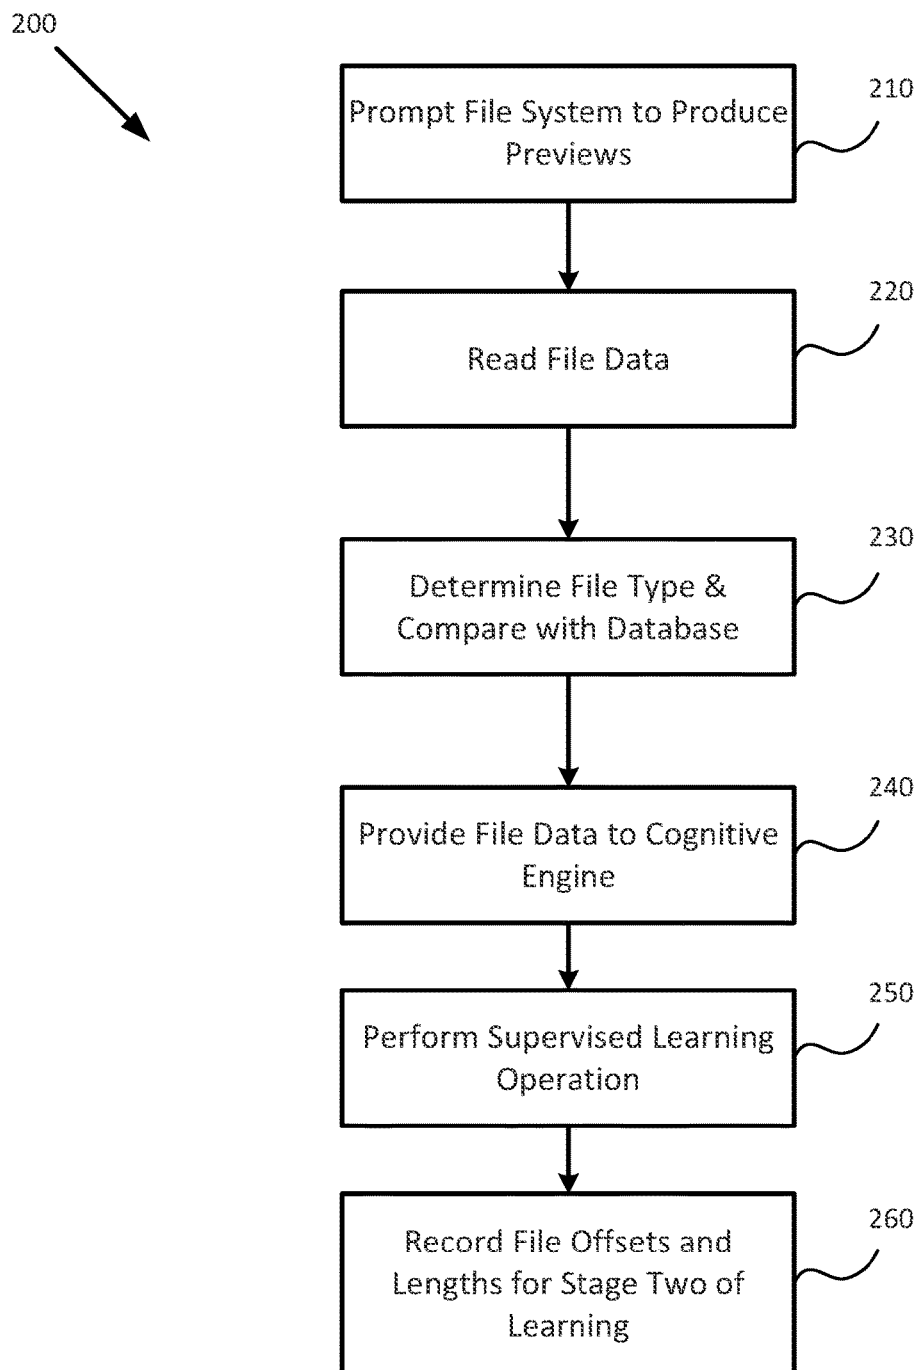 200
210
Prompt File System to Produce
Previews
220
Read File Data
230
Determine File Type &
Compare with Database
240
Provide File Data to Cognitive
Engine
250
Perform Supervised Learning
Operation
260
Record File Offsets and
Lengths for Stage Two of
Learning